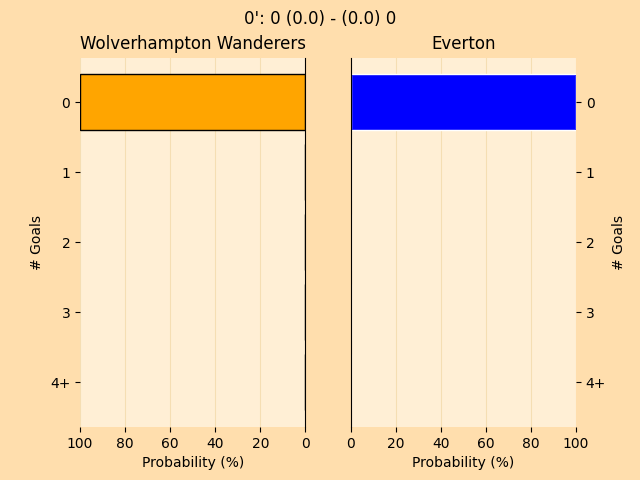 0': 0 (0.0) - (0.0) 0
Wolverhampton Wanderers
Everton
0
1
2
3
4+
# Goals
100 80 60 40 20 0
Probability (%)
0
1
2
3
4+
# Goals
0 20 40 60 80 100
Probability (%)